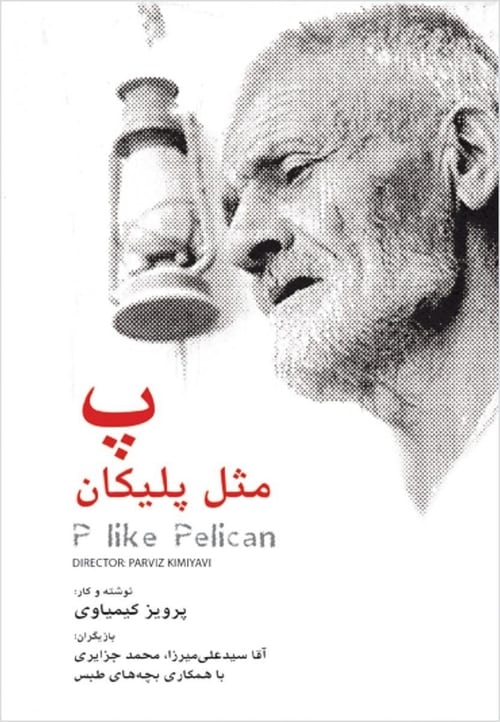 پ
مثل پلیکان
P like Pelican
DIRECTOR: PARVIZ KIMIYAVI
نوشته و کار:
پرویز کیمیاوی
بازیگران:
آقا سیدعلی‌میرزا، محمد جزایری
با همکاری بچه‌های طبس